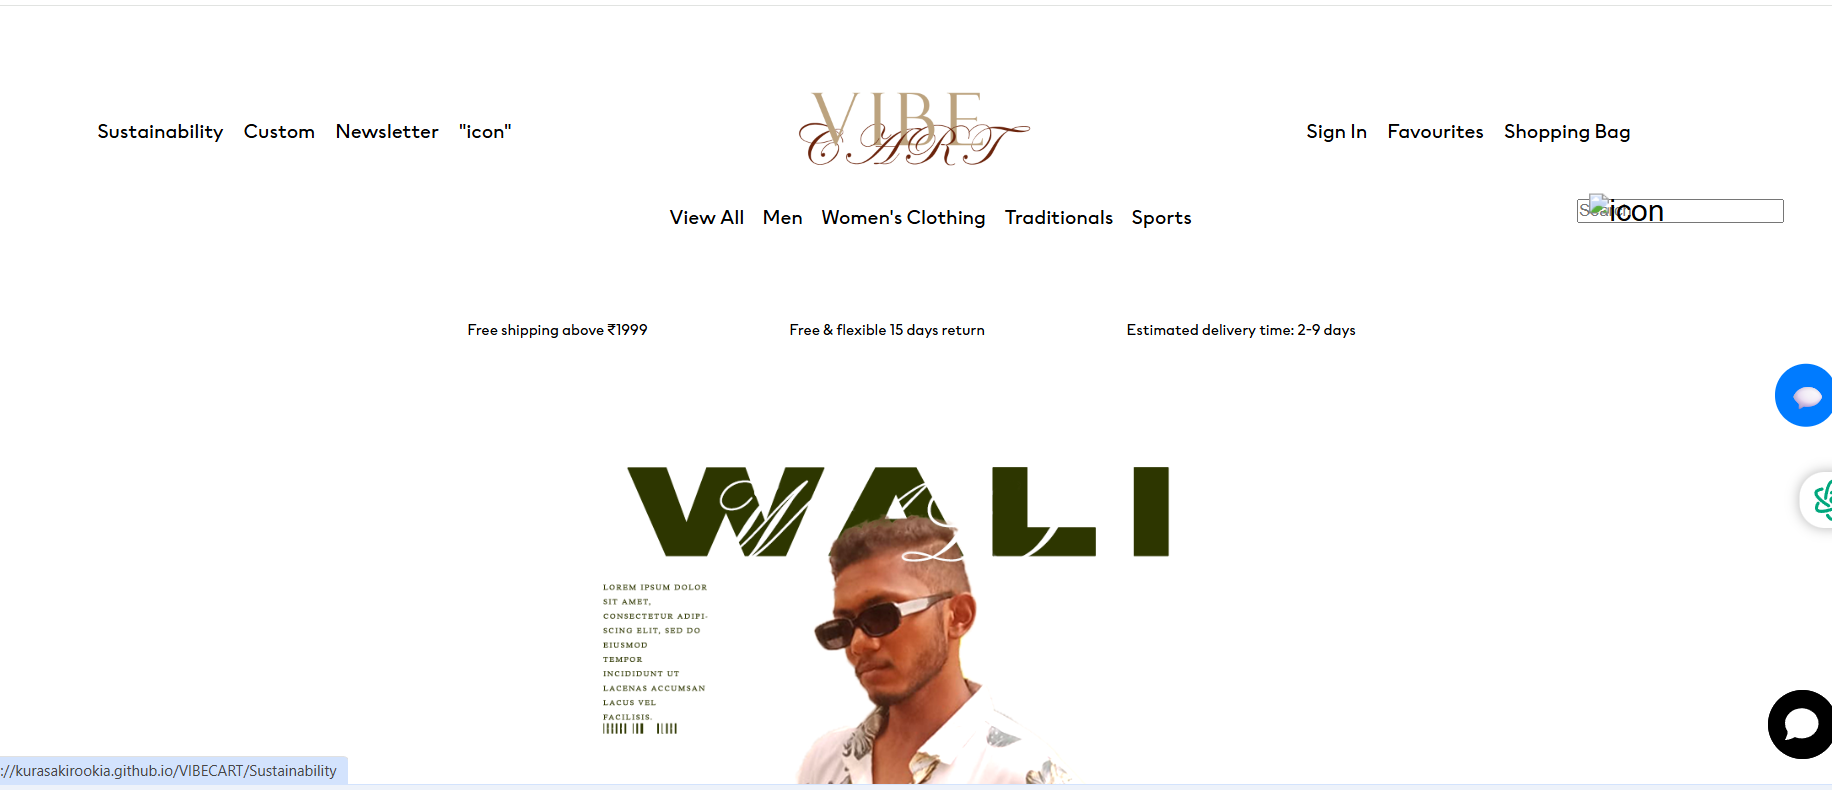 Sustainability Custom Newsletter "icon"
VIBE
CART
Sign In Favourites Shopping Bag
View All Men Women's Clothing Traditionals Sports
icon
Free shipping above ₹1999
Free & flexible 15 days return
Estimated delivery time: 2-9 days
WALI
LOREM IPSUM DOLOR
SIT AMET,
CONSECTETUR ADIPI-
SCING ELIT, SED DO
EIUSMOD
TEMPOR
INCIDIDUNT UT
LACENAS ACCUMSAN
LACUS VEL
FACILISIS.
://kurasakirookia.github.io/VIBECART/Sustainability